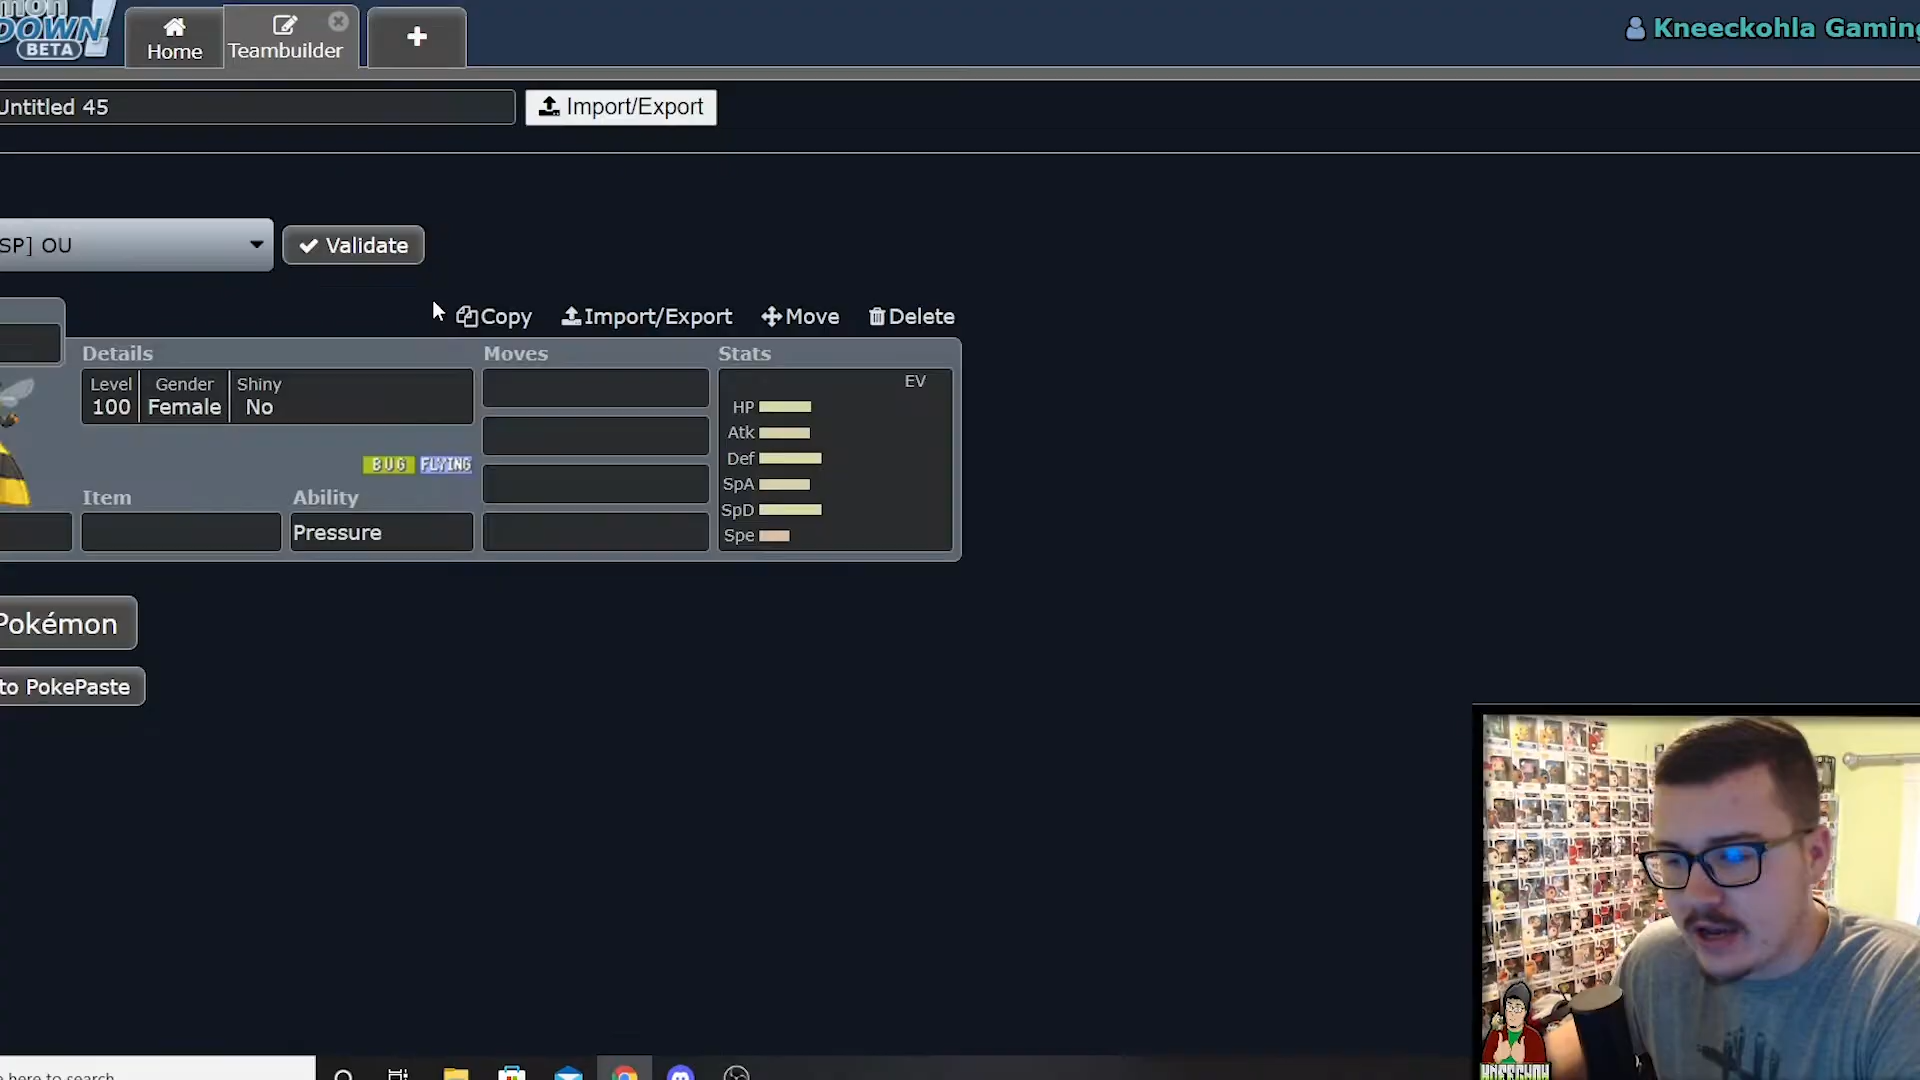 mon
DOWN!
BETA
Home
Teambuilder
Kneeckohla Gaming
Untitled 45
Import/Export
SP] OU
Validate
Copy
Import/Export
Move
Delete
Details
Moves
Stats
Level
100
Gender
Female
Shiny
No
EV
HP
Atk
Def
SpA
SpD
Spe
BUG FLYING
Item
Ability
Pressure
Pokémon
to PokePaste
e here to search